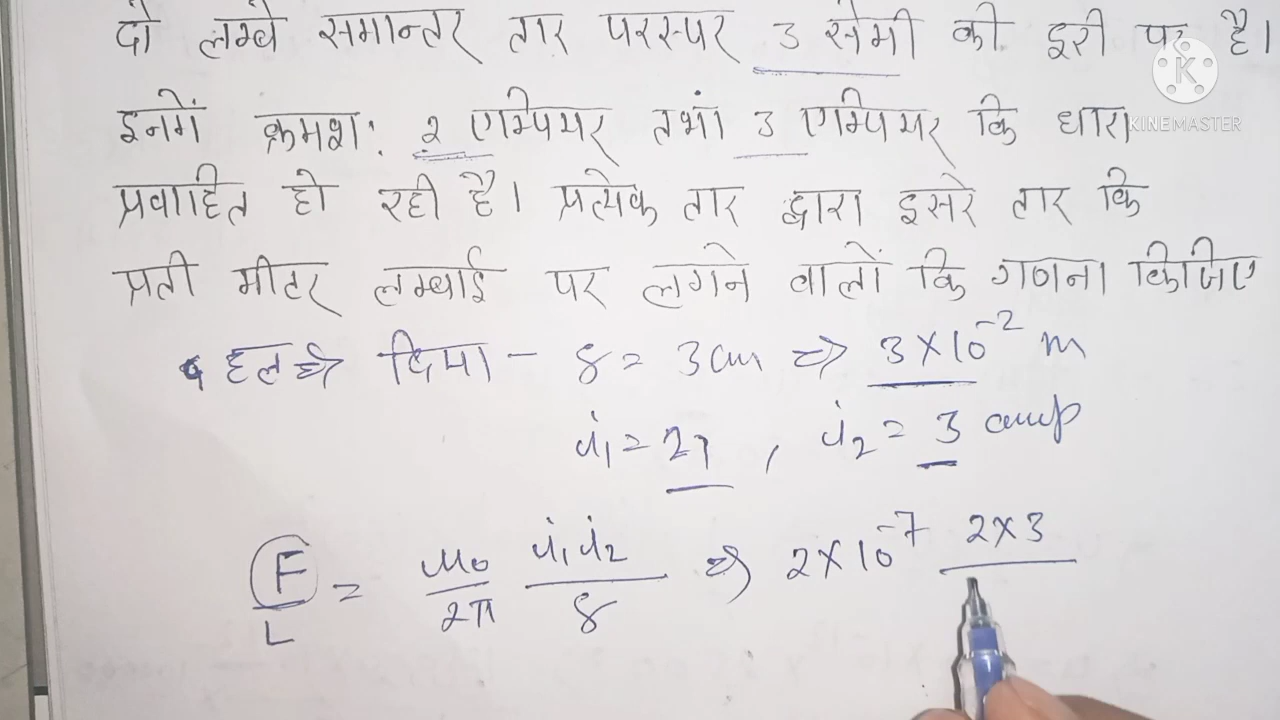 दो लम्बे समान्तर तार परस्पर 3 सेमी की दूरी पर है।
K
KINEMASTER
इनमें क्रमश: 2 एम्पियर तथां 3 एम्पियर कि धारा
प्रवाहित हो रही है। प्रत्येक तार द्वारा दूसरे तार कि
प्रती मीटर लम्बाई पर लगने वालों कि गणना किजिए
हल ⇒ दिया - r = 3cm ⇒ 3×10⁻² m
i₁ = 2, i₂ = 3 amp
F/L = μ₀/2π i₁i₂/r ⇒ 2×10⁻⁷ 2×3